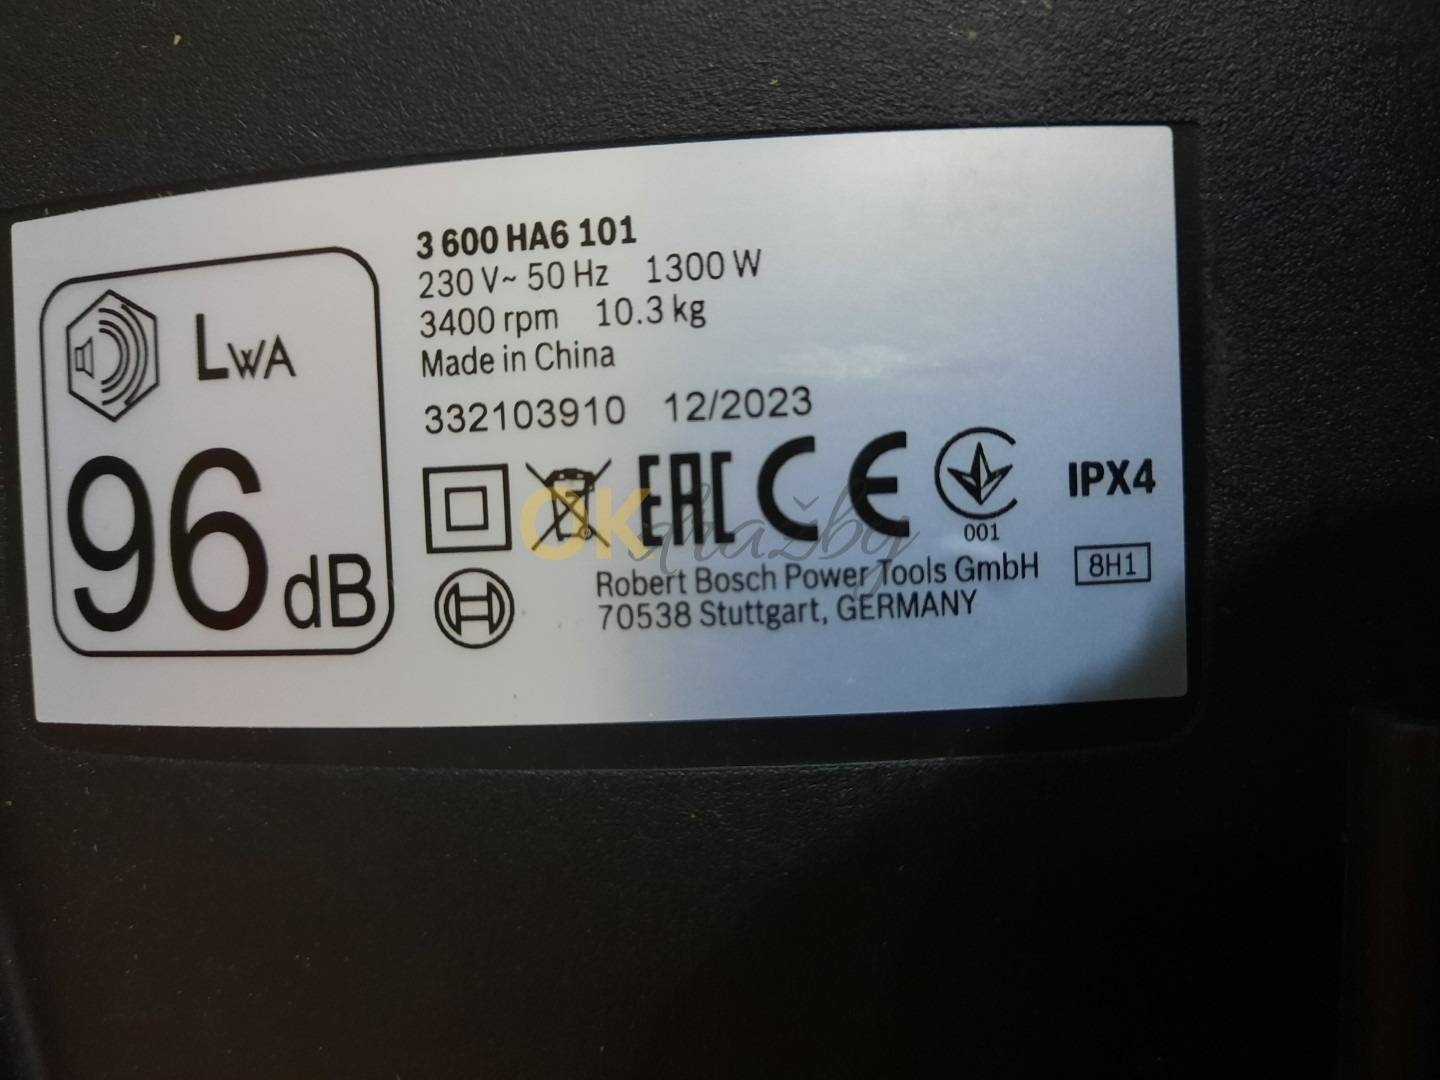 LWA
96 dB
3 600 HA6 101
230 V~ 50 Hz 1300 W
3400 rpm 10.3 kg
Made in China
332103910 12/2023
EAC CE IPX4
001
Robert Bosch Power Tools GmbH 8H1
70538 Stuttgart, GERMANY
OKdražby